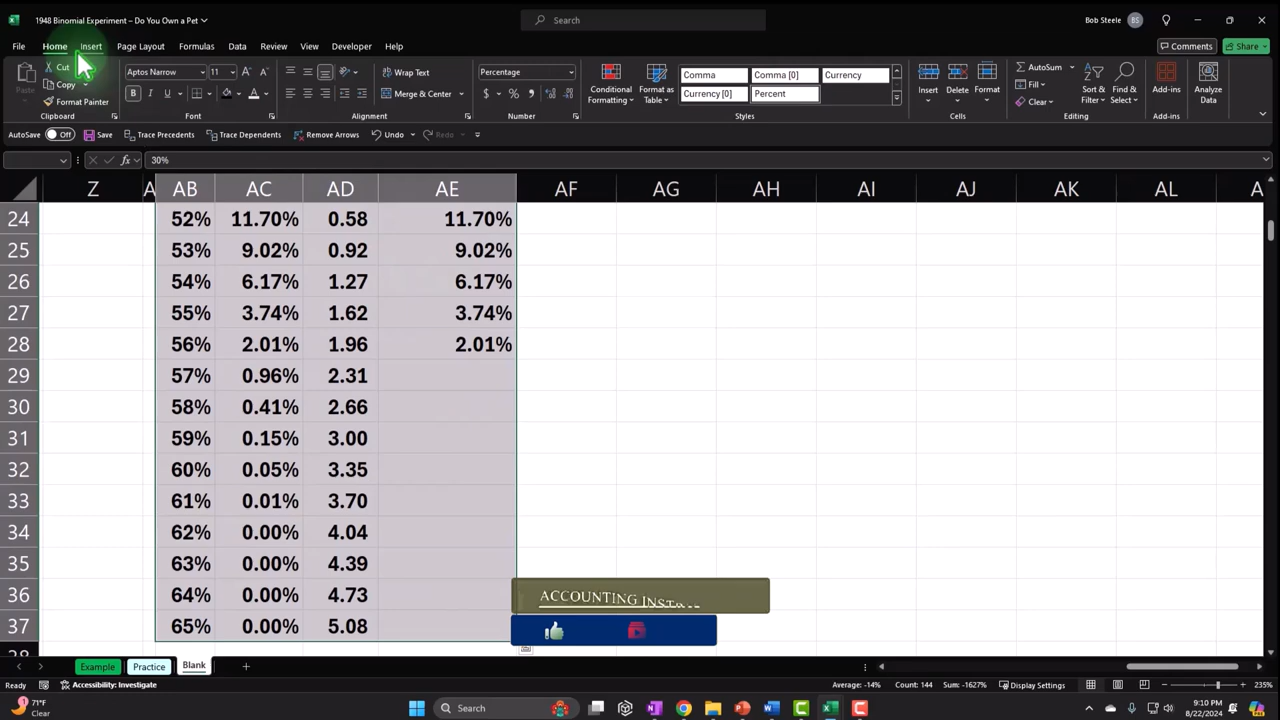 1948 Binomial Experiment – Do You Own a Pet
Search
Bob Steele
BS
File Home Insert Page Layout Formulas Data Review View Developer Help
Comments Share
Paste
Cut
Copy
Format Painter
Clipboard
Aptos Narrow 11
B I U
Font
Wrap Text
Merge & Center
Alignment
Percentage
$ %
Number
Conditional Formatting
Format as Table
Comma Comma [0] Currency
Currency [0] Percent
Styles
Insert Delete Format
Cells
AutoSum
Fill
Clear
Sort & Filter
Find & Select
Editing
Add-ins
Add-ins
Analyze Data
AutoSave Off Save Trace Precedents Trace Dependents Remove Arrows Undo Redo
fx 30%
Z A AB AC AD AE AF AG AH AI AJ AK AL A
24 52% 11.70% 0.58 11.70%
25 53% 9.02% 0.92 9.02%
26 54% 6.17% 1.27 6.17%
27 55% 3.74% 1.62 3.74%
28 56% 2.01% 1.96 2.01%
29 57% 0.96% 2.31
30 58% 0.41% 2.66
31 59% 0.15% 3.00
32 60% 0.05% 3.35
33 61% 0.01% 3.70
34 62% 0.00% 4.04
35 63% 0.00% 4.39
36 64% 0.00% 4.73
37 65% 0.00% 5.08
ACCOUNTING
Example Practice Blank
Ready Accessibility: Investigate
Average: -14% Count: 144 Sum: -1627% Display Settings 235%
71°F
Clear
Search
9:10 PM
8/22/2024